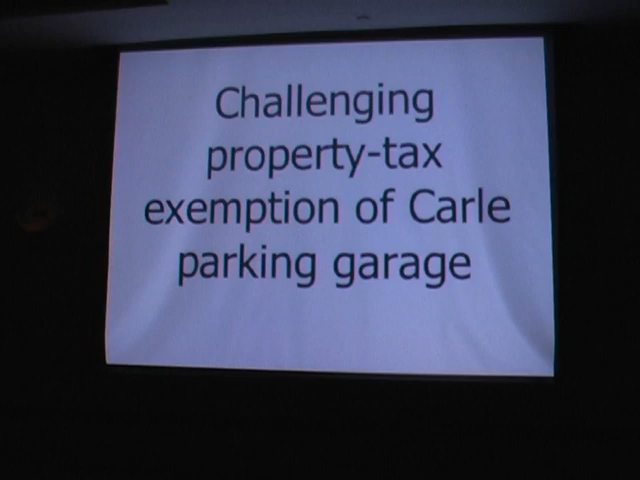 Challenging
property-tax
exemption of Carle
parking garage